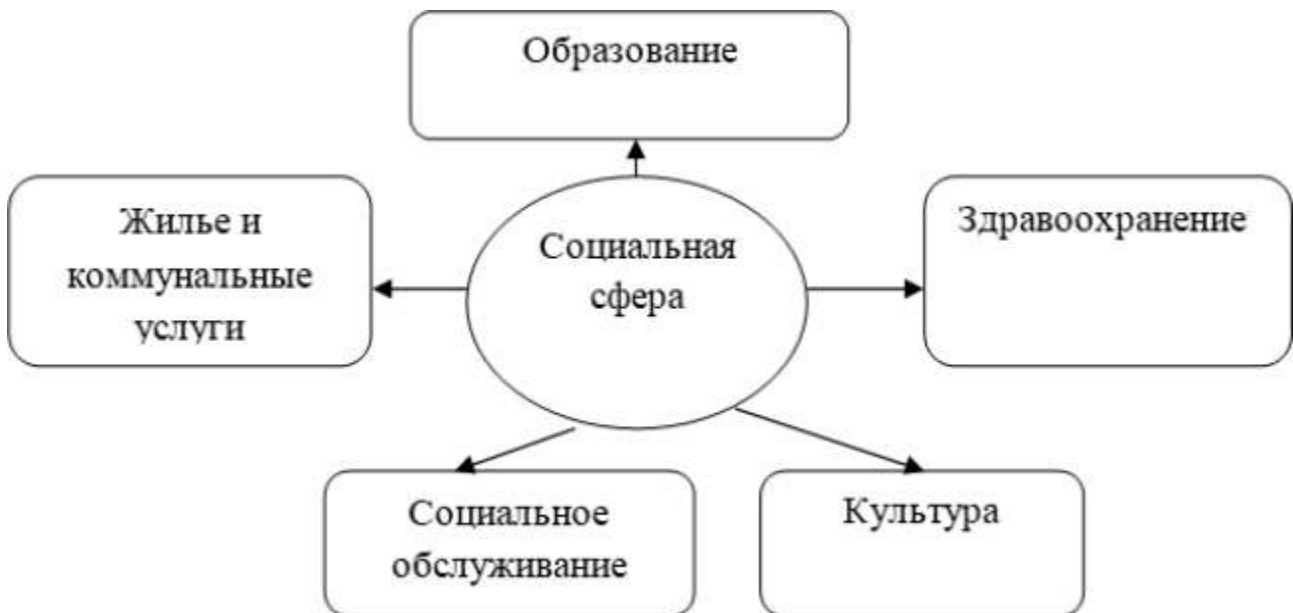 Образование
Жилье и
коммунальные
услуги
Социальная
сфера
Здравоохранение
Социальное
обслуживание
Культура